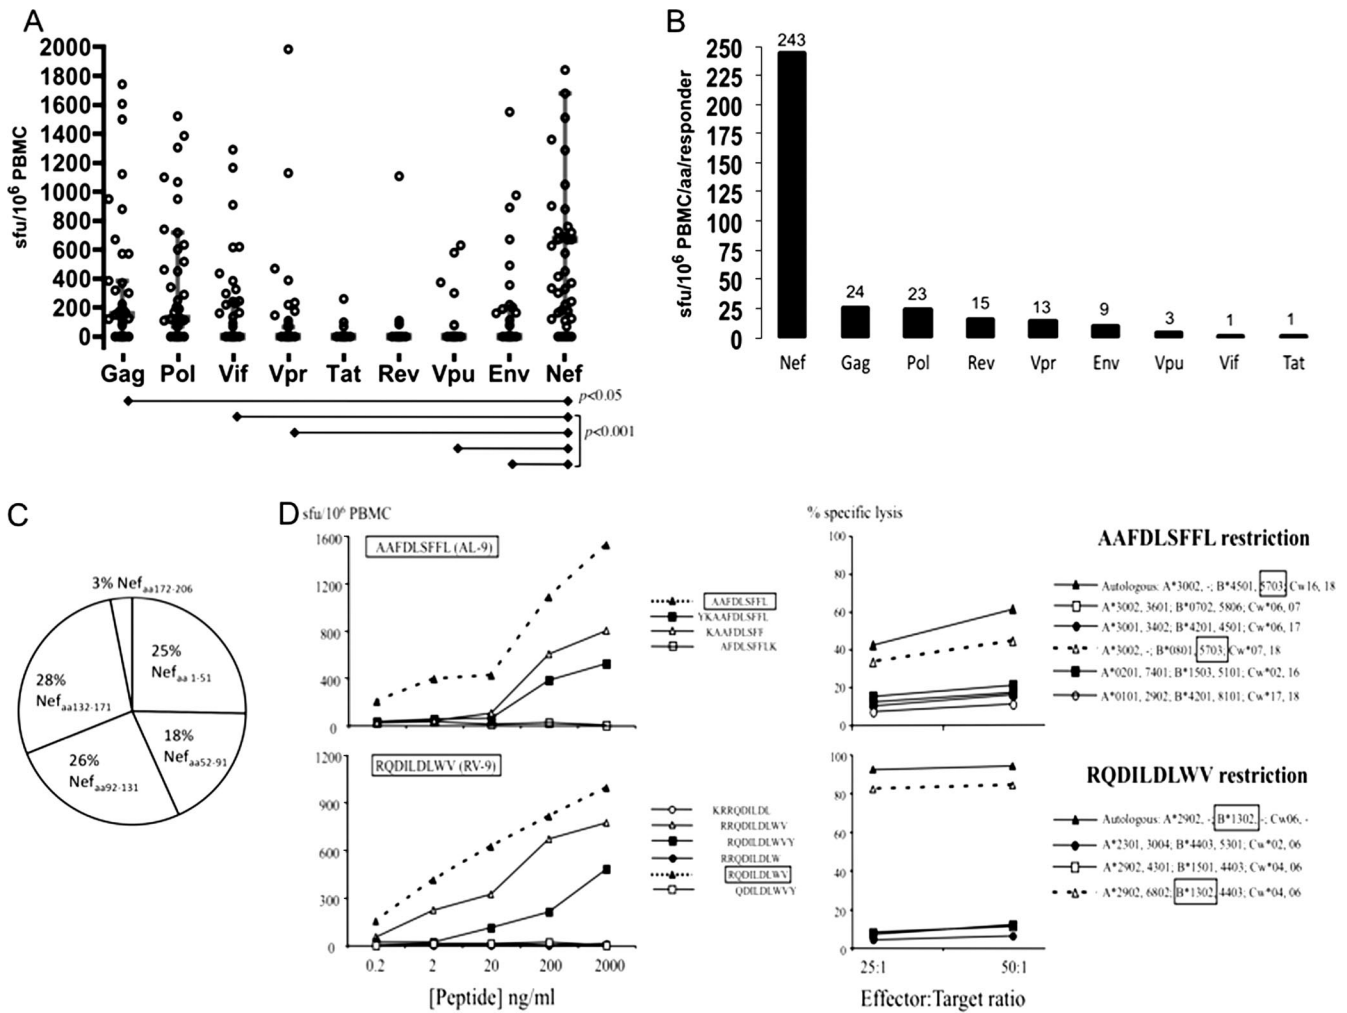 A
sfu/10⁶ PBMC
2000
1800
1600
1400
1200
1000
800
600
400
200
0
Gag Pol Vif Vpr Tat Rev Vpu Env Nef
p<0.05
p<0.001
B
sfu/10⁶ PBMC/aa/responder
250
225
200
175
150
125
100
75
50
25
0
243
24
23
15
13
9
3
1
1
Nef Gag Pol Rev Vpr Env Vpu Vif Tat
C
3% Nef aa172-206
25%
Nef aa 1-51
28%
Nef aa132-171
18%
Nef aa52-91
26%
Nef aa92-131
D
sfu/10⁶ PBMC
1600
1200
800
400
0
AAFDLSFFL (AL-9)
AAFDLSFFL
YKAAFDLSFFL
KAAFDLSFF
AFDLSFFLK
1200
900
600
300
0
RQDILDLWV (RV-9)
KRRQDILDL
RRQDILDLWV
RQDILDLWVY
RRQDILDLW
RQDILDLWV
QDILDLWVY
0.2 2 20 200 2000
[Peptide] ng/ml
% specific lysis
100
80
60
40
20
0
AAFDLSFFL restriction
Autologous: A*3002, -; B*4501, 5703; Cw16, 18
A*3002, 3601; B*0702, 5806; Cw*06, 07
A*3001, 3402; B*4201, 4501; Cw*06, 17
A*3002, -; B*0801, 5703, Cw*07, 18
A*0201, 7401; B*1503, 5101; Cw*02, 16
A*0101, 2902; B*4201, 8101; Cw*17, 18
100
80
60
40
20
0
RQDILDLWV restriction
Autologous: A*2902, -; B*1302, -; Cw06, -
A*2301, 3004; B*4403, 5301; Cw*02, 06
A*2902, 4301; B*1501, 4403; Cw*04, 06
A*2902, 6802; B*1302, 4403; Cw*04, 06
25:1 50:1
Effector:Target ratio